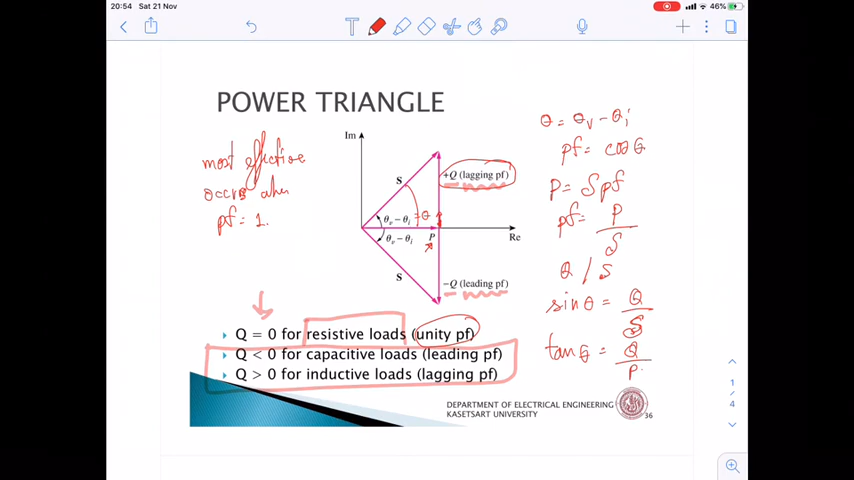 20:54 Sat 21 Nov
46%
POWER TRIANGLE
most effective
occurs when
pf = 1.
Im
S
+Q (lagging pf)
θv − θi = θ
θv − θi
P
Re
S
−Q (leading pf)
θ = θv − θi
pf = cos θ
P = S pf
pf = P / S
Q / S
sin θ = Q / S
tan θ = Q / P
Q = 0 for resistive loads (unity pf)
Q < 0 for capacitive loads (leading pf)
Q > 0 for inductive loads (lagging pf)
DEPARTMENT OF ELECTRICAL ENGINEERING
KASETSART UNIVERSITY
36
1
/
4